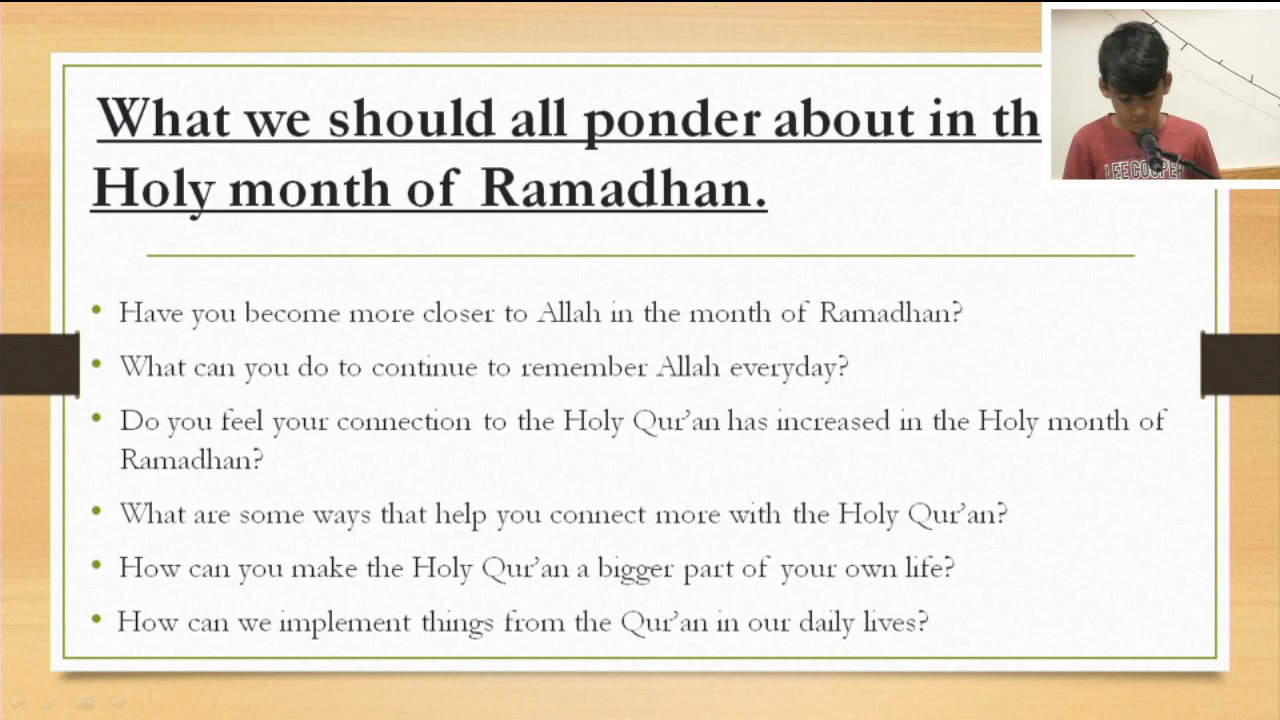 What we should all ponder about in th
Holy month of Ramadhan.
LEE COOPER
Have you become more closer to Allah in the month of Ramadhan?
What can you do to continue to remember Allah everyday?
Do you feel your connection to the Holy Qur’an has increased in the Holy month of
Ramadhan?
What are some ways that help you connect more with the Holy Qur’an?
How can you make the Holy Qur’an a bigger part of your own life?
How can we implement things from the Qur’an in our daily lives?